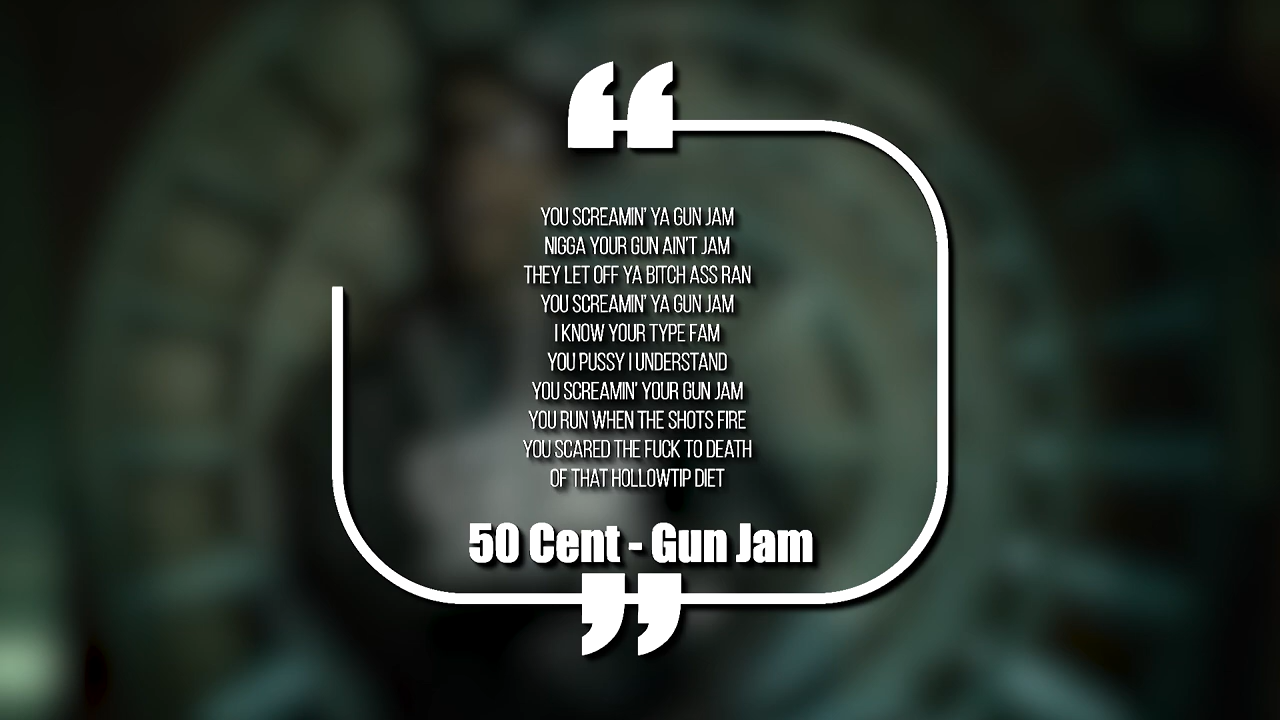 YOU SCREAMIN' YA GUN JAM
NIGGA YOUR GUN AIN'T JAM
THEY LET OFF YA BITCH ASS RAN
YOU SCREAMIN' YA GUN JAM
I KNOW YOUR TYPE FAM
YOU PUSSY I UNDERSTAND
YOU SCREAMIN' YOUR GUN JAM
YOU RUN WHEN THE SHOTS FIRE
YOU SCARED THE FUCK TO DEATH
OF THAT HOLLOWTIP DIET
50 Cent - Gun Jam